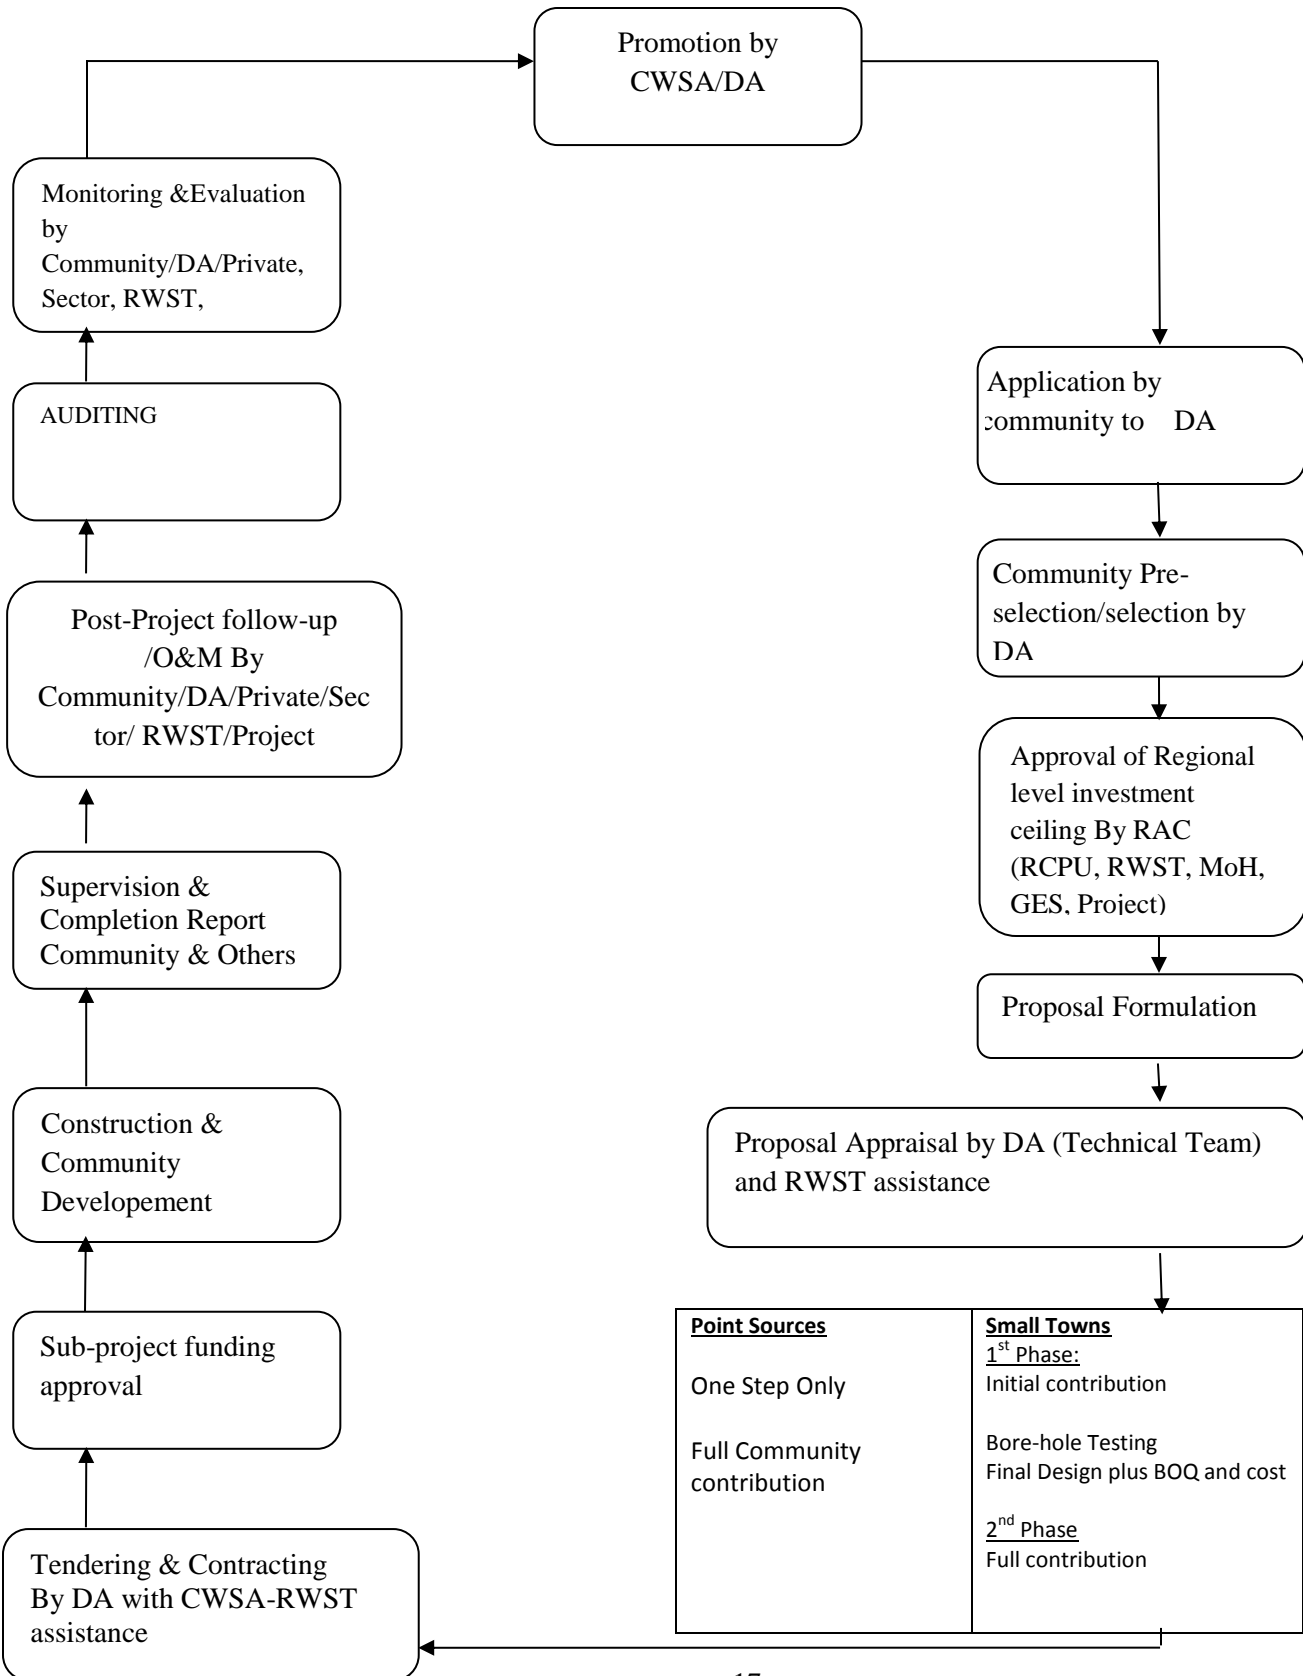 Promotion by
CWSA/DA
Application by
community to DA
Community Pre-
selection/selection by
DA
Approval of Regional
level investment
ceiling By RAC
(RCPU, RWST, MoH,
GES, Project)
Proposal Formulation
Proposal Appraisal by DA (Technical Team)
and RWST assistance
Point Sources
One Step Only
Full Community
contribution
Small Towns
1st Phase:
Initial contribution
Bore-hole Testing
Final Design plus BOQ and cost
2nd Phase
Full contribution
Tendering & Contracting
By DA with CWSA-RWST
assistance
Sub-project funding
approval
Construction &
Community
Developement
Supervision &
Completion Report
Community & Others
Post-Project follow-up
/O&M By
Community/DA/Private/Sec
tor/ RWST/Project
AUDITING
Monitoring &Evaluation
by
Community/DA/Private,
Sector, RWST,